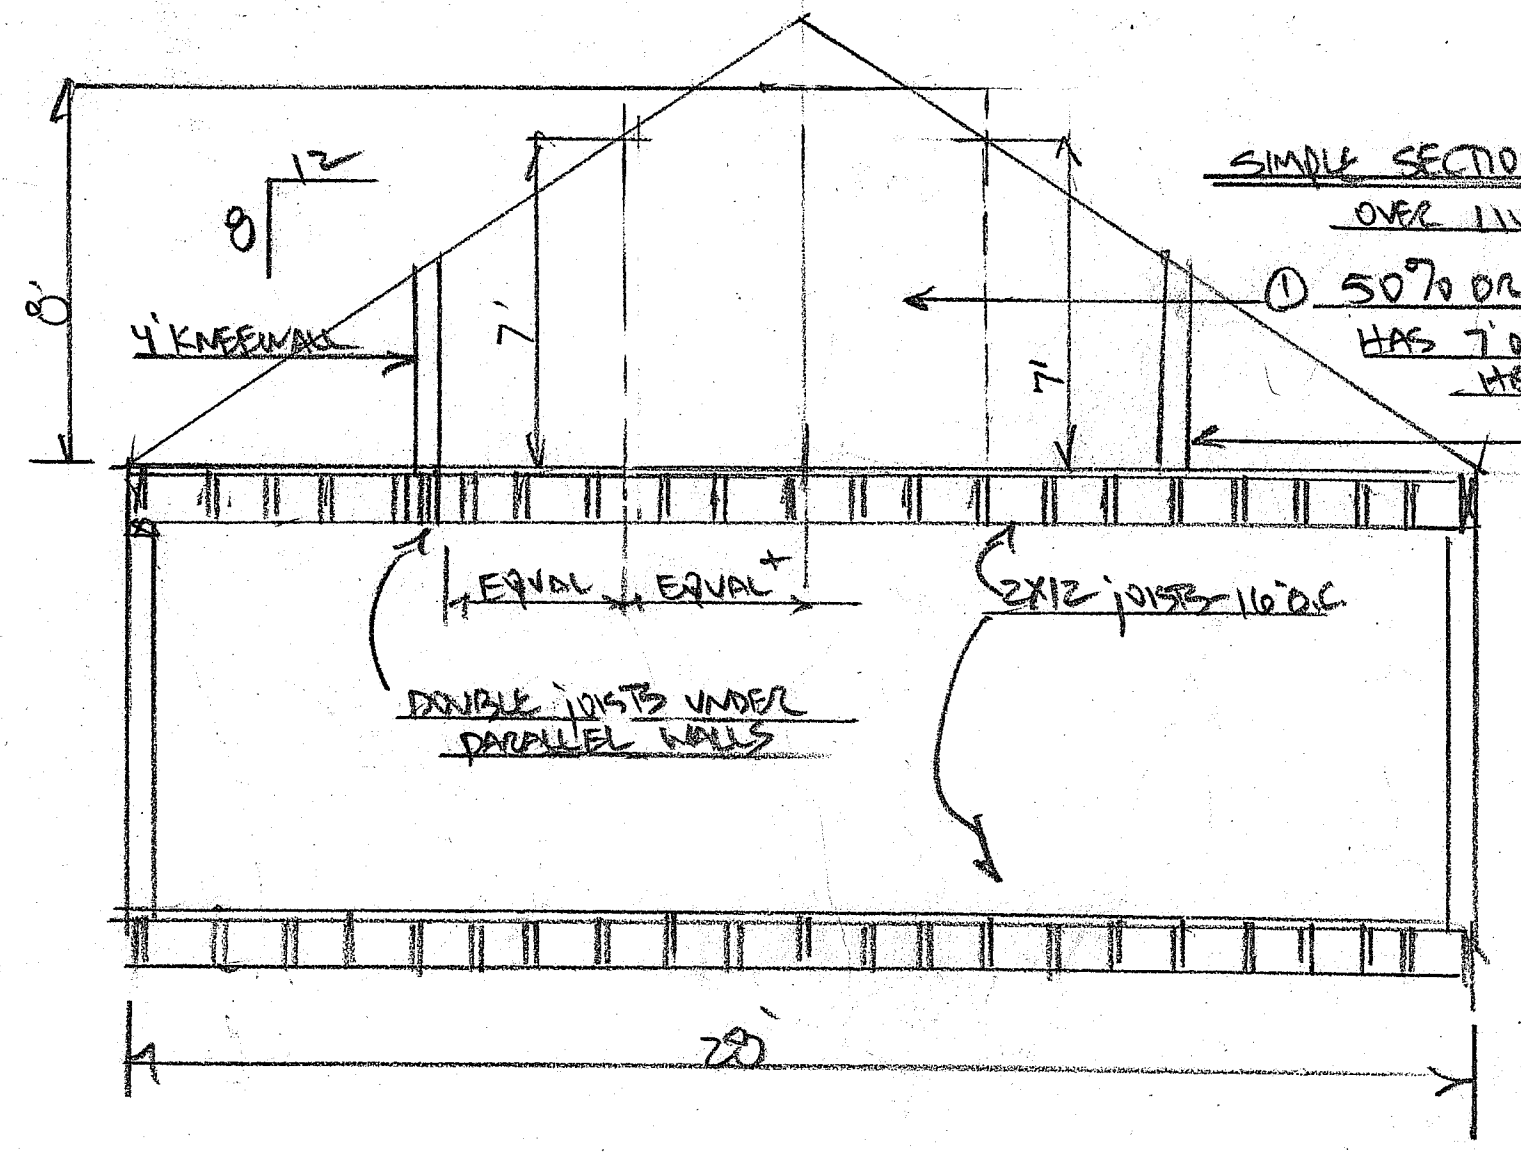 12
8
8'
4' KNEEWALL
7'
7'
SIMPLE SECTIO
OVER
① 50% OR
HAS 7'
EQUAL
EQUAL +
2X12 JOISTS-16"O.C.
DOUBLE JOISTS UNDER
PARALLEL WALLS
28'